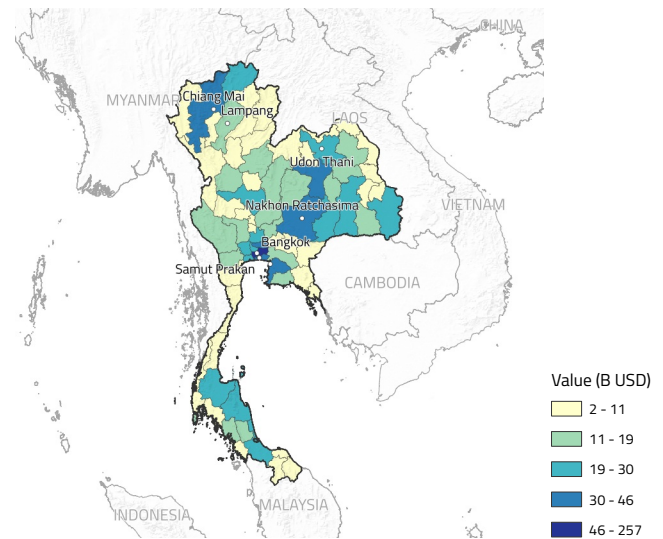 CHINA
MYANMAR
Chiang Mai
Lampang
LAOS
Udon Thani
VIETNAM
Nakhon Ratchasima
Bangkok
Samut Prakan
CAMBODIA
Value (B USD)
2 - 11
11 - 19
19 - 30
30 - 46
46 - 257
MALAYSIA
INDONESIA